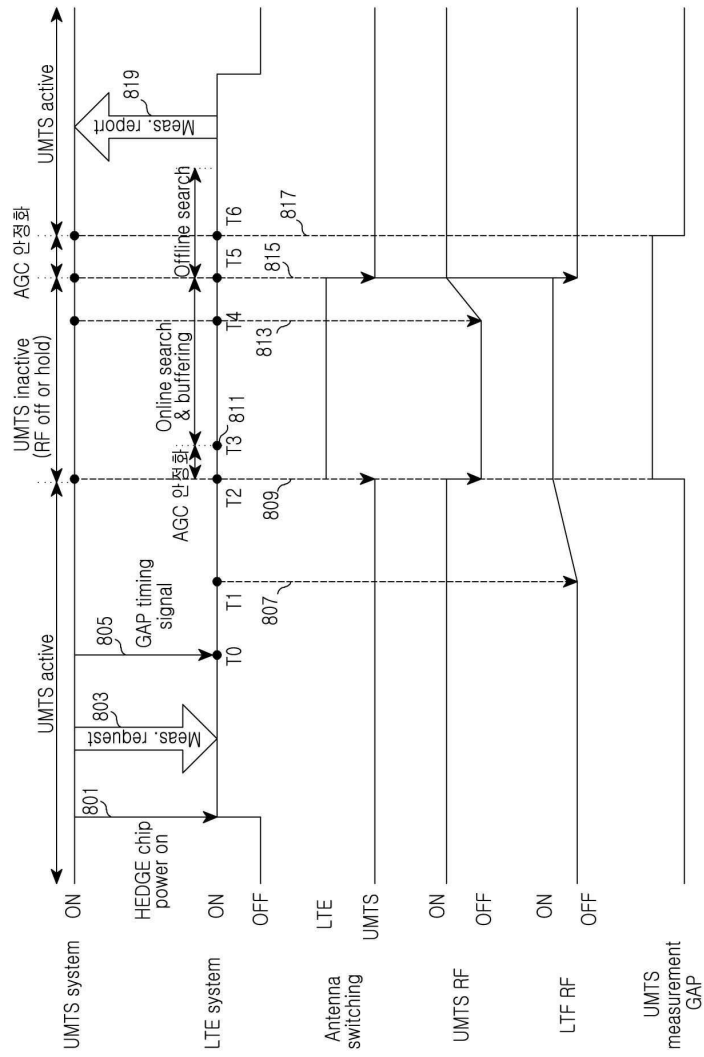 UMTS active
UMTS inactive
(RF off or hold)
AGC 안정화
UMTS active
UMTS system
ON
801
HEDGE chip
power on
803
Meas. request
805
GAP timing
signal
AGC 안정화
Online search
& buffering
Offline search
819
Meas. report
LTE system
ON
OFF
T0
T1
T2
T3
T4
T5
T6
807
809
811
813
815
817
Antenna
switching
LTE
UMTS
UMTS RF
ON
OFF
LTF RF
ON
OFF
UMTS
measurement
GAP